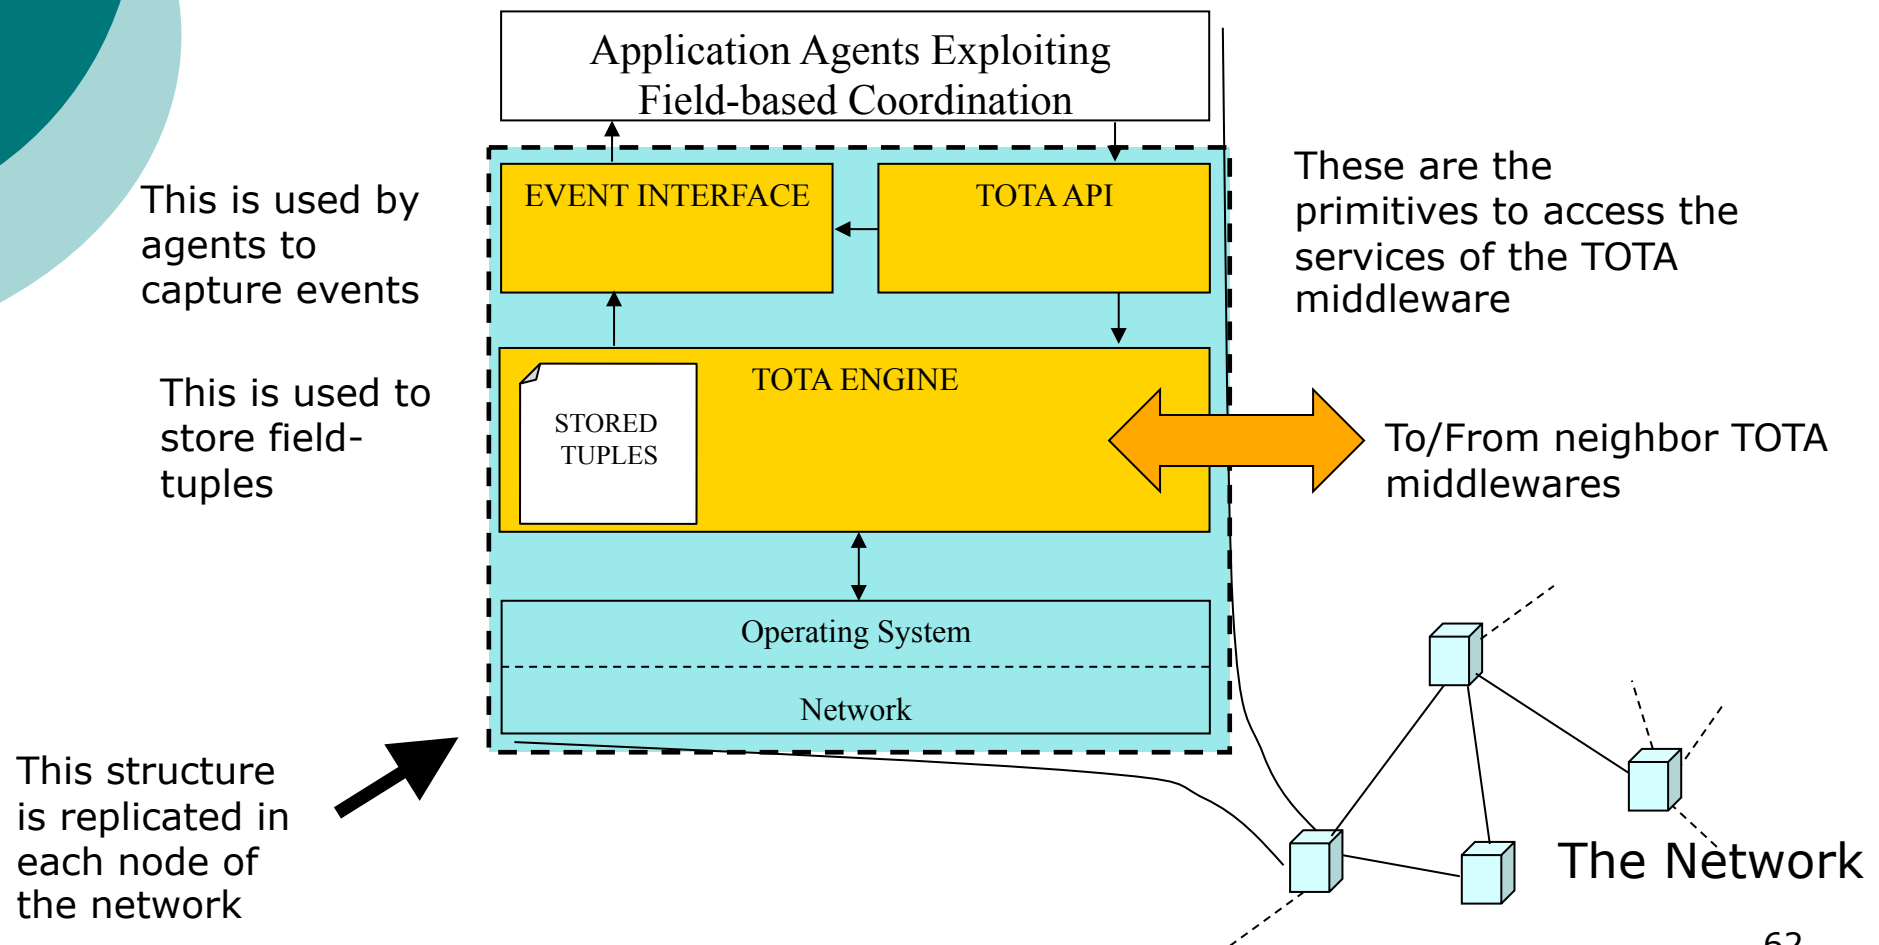 Application Agents Exploiting
Field-based Coordination
This is used by
agents to
capture events
EVENT INTERFACE
TOTA API
These are the
primitives to access the
services of the TOTA
middleware
This is used to
store field-
tuples
STORED
TUPLES
TOTA ENGINE
To/From neighbor TOTA
middlewares
Operating System
Network
This structure
is replicated in
each node of
the network
The Network
62